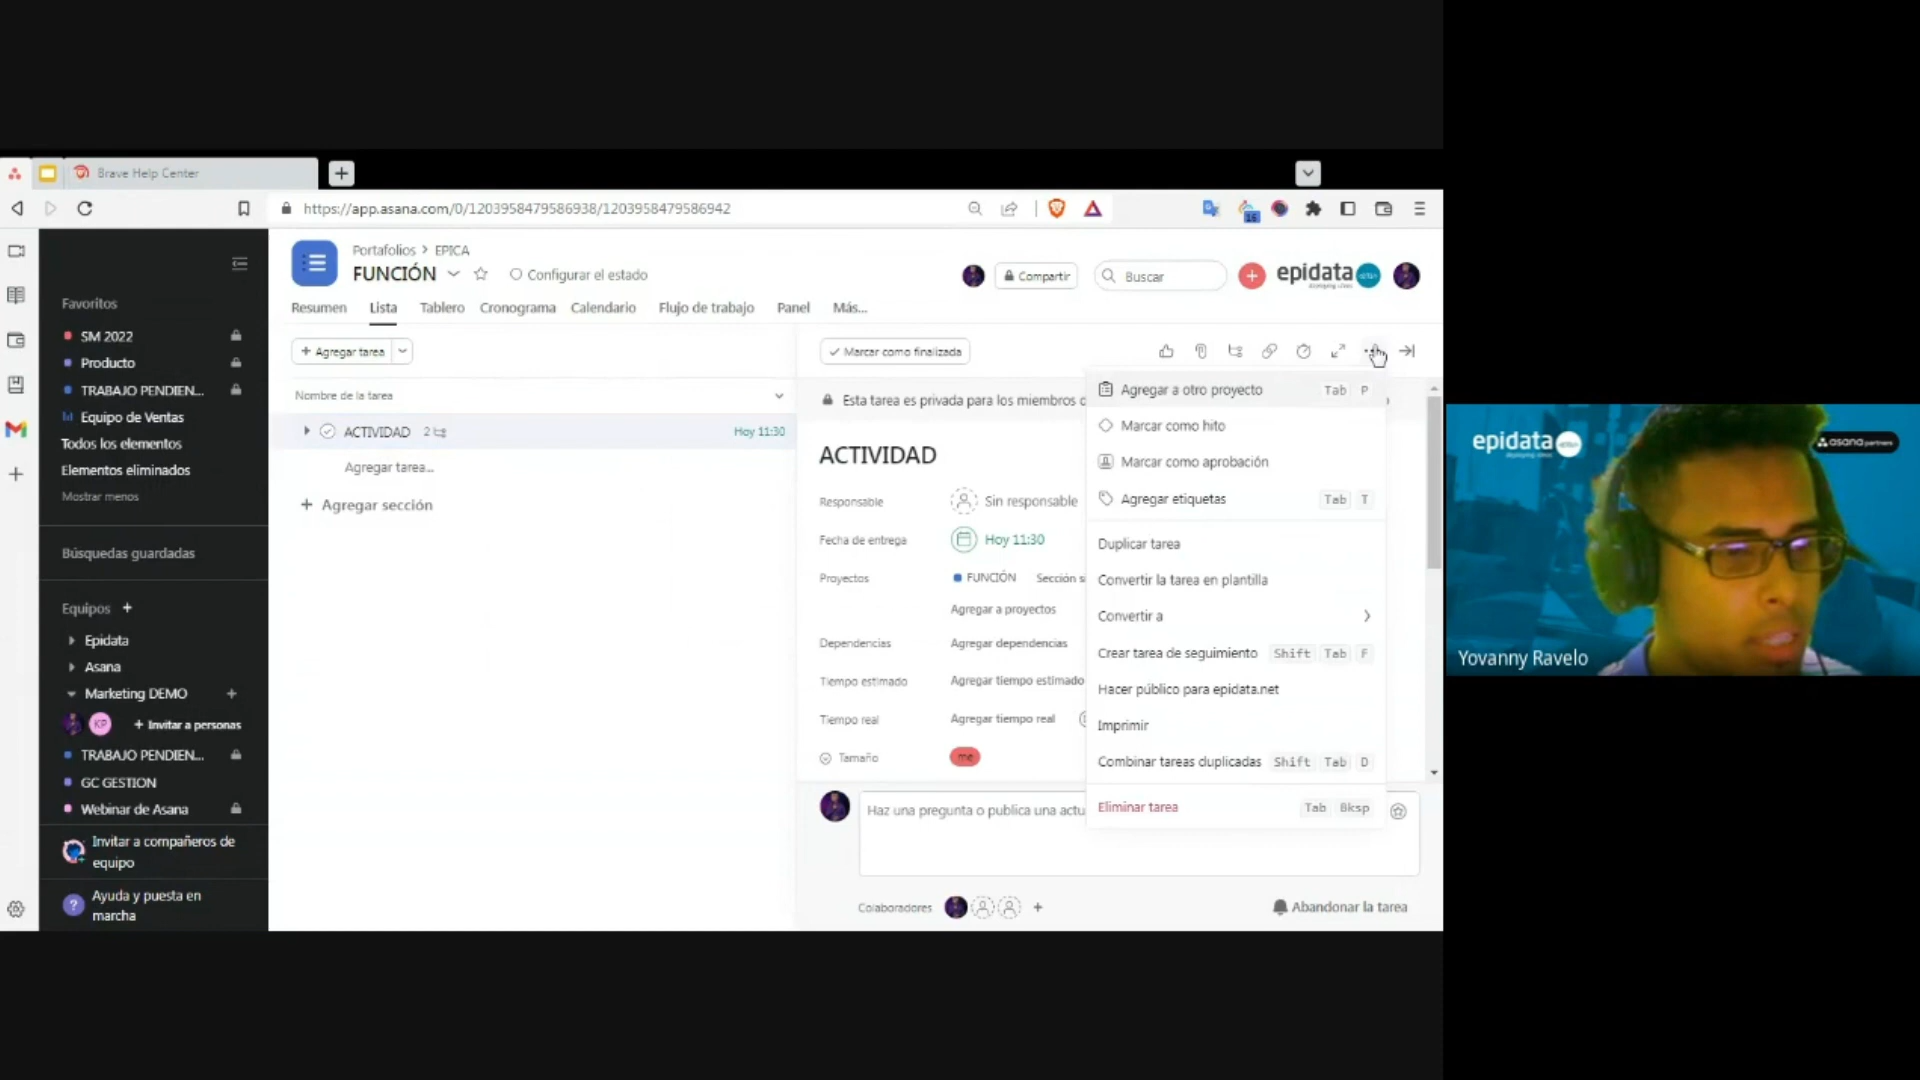 Brave Help Center
https://app.asana.com/0/1203958479586938/1203958479586942
16
Portafolios > EPICA
FUNCIÓN
Configurar el estado
Compartir
Buscar
epidata
Resumen
Lista
Tablero
Cronograma
Calendario
Flujo de trabajo
Panel
Más...
Favoritos
SM 2022
Producto
TRABAJO PENDIEN...
Equipo de Ventas
Todos los elementos
Elementos eliminados
Mostrar menos
Búsquedas guardadas
Equipos +
Epidata
Asana
Marketing DEMO +
KP
+ Invitar a personas
TRABAJO PENDIEN...
GC GESTION
Webinar de Asana
Invitar a compañeros de
equipo
Ayuda y puesta en
marcha
+ Agregar tarea
Nombre de la tarea
ACTIVIDAD 2
Hoy 11:30
Agregar tarea...
+ Agregar sección
Marcar como finalizada
Esta tarea es privada para los miembros
ACTIVIDAD
Responsable
Sin responsable
Fecha de entrega
Hoy 11:30
Proyectos
FUNCIÓN
Sección
Agregar a proyectos
Dependencias
Agregar dependencias
Tiempo estimado
Agregar tiempo estimado
Tiempo real
Agregar tiempo real
Tamaño
me
Agregar a otro proyecto Tab P
Marcar como hito
Marcar como aprobación
Agregar etiquetas Tab T
Duplicar tarea
Convertir la tarea en plantilla
Convertir a
Crear tarea de seguimiento Shift Tab F
Hacer público para epidata.net
Imprimir
Combinar tareas duplicadas Shift Tab D
Eliminar tarea Tab Bksp
Haz una pregunta o publica una actu
Colaboradores
+
Abandonar la tarea
epidata
asana partners
Yovanny Ravelo